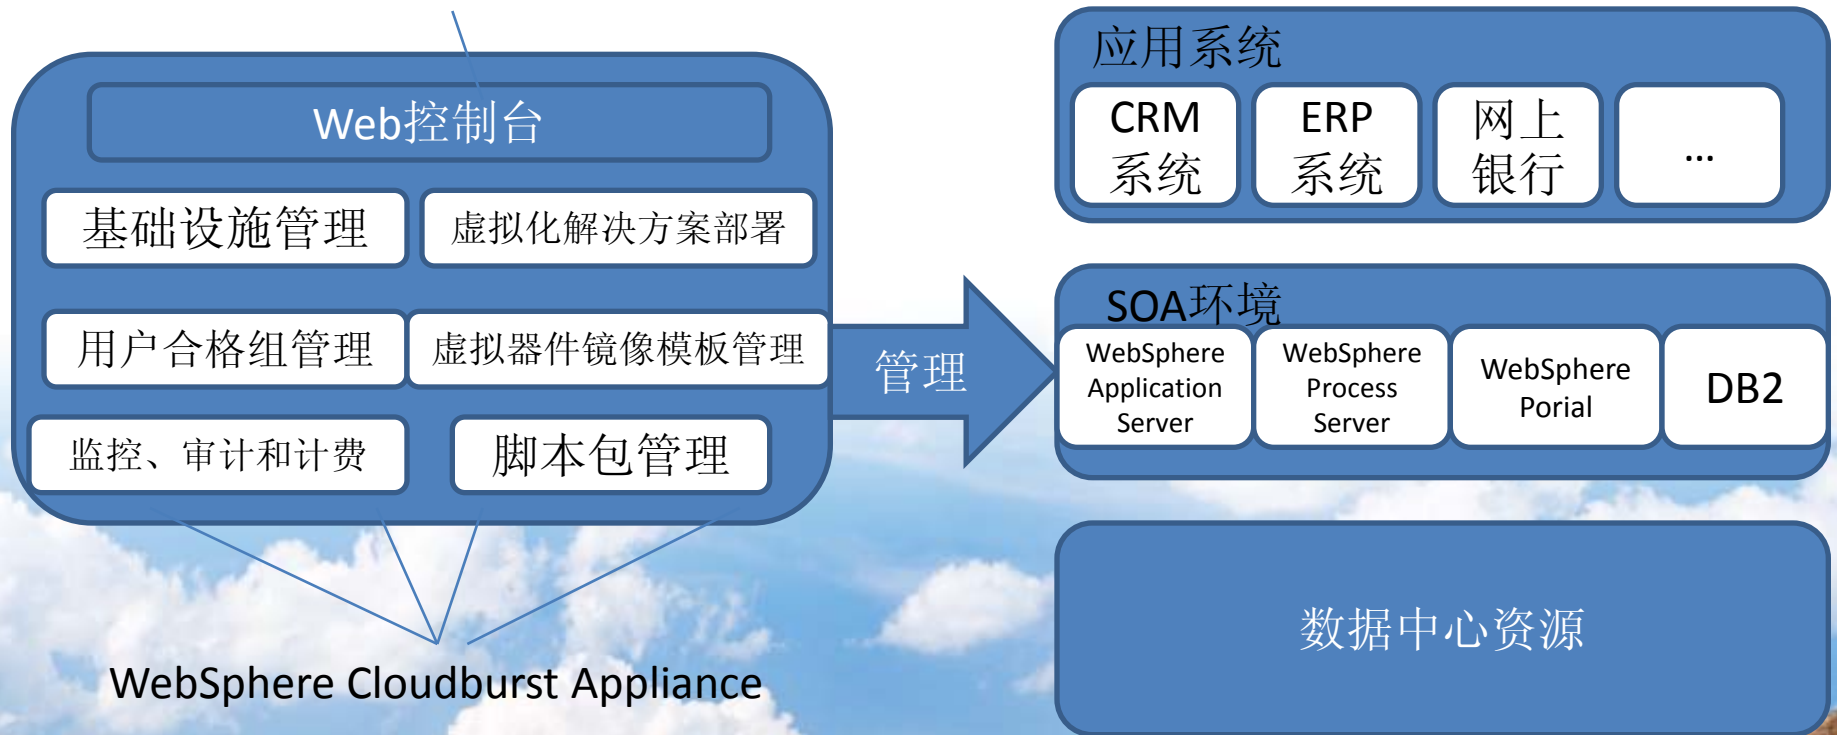 Web控制台
基础设施管理
虚拟化解决方案部署
用户合格组管理
虚拟器件镜像模板管理
监控、审计和计费
脚本包管理
WebSphere Cloudburst Appliance
管理
应用系统
CRM
系统
ERP
系统
网上
银行
...
SOA环境
WebSphere
Application
Server
WebSphere
Process
Server
WebSphere
Porial
DB2
数据中心资源